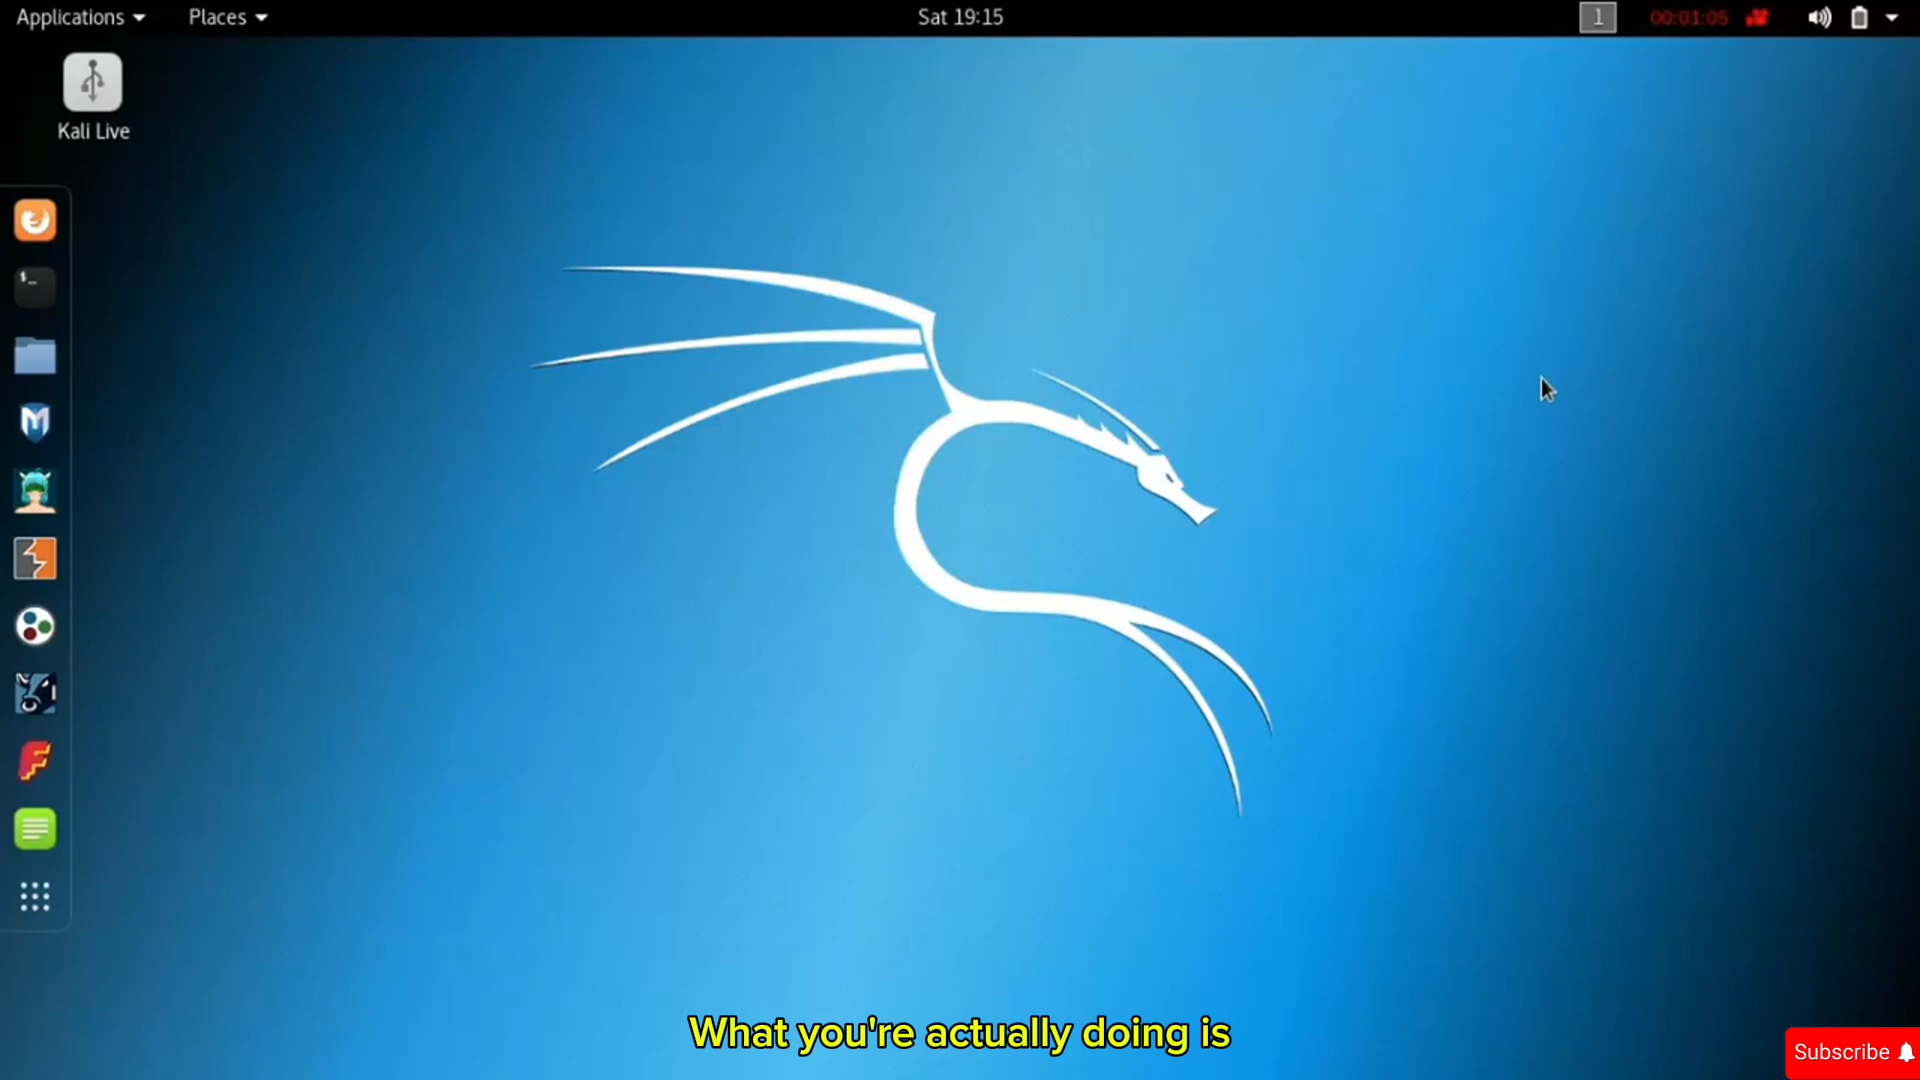 Applications Places Sat 19:15 1 00:01:05
Kali Live
$_
What you're actually doing is
Subscribe